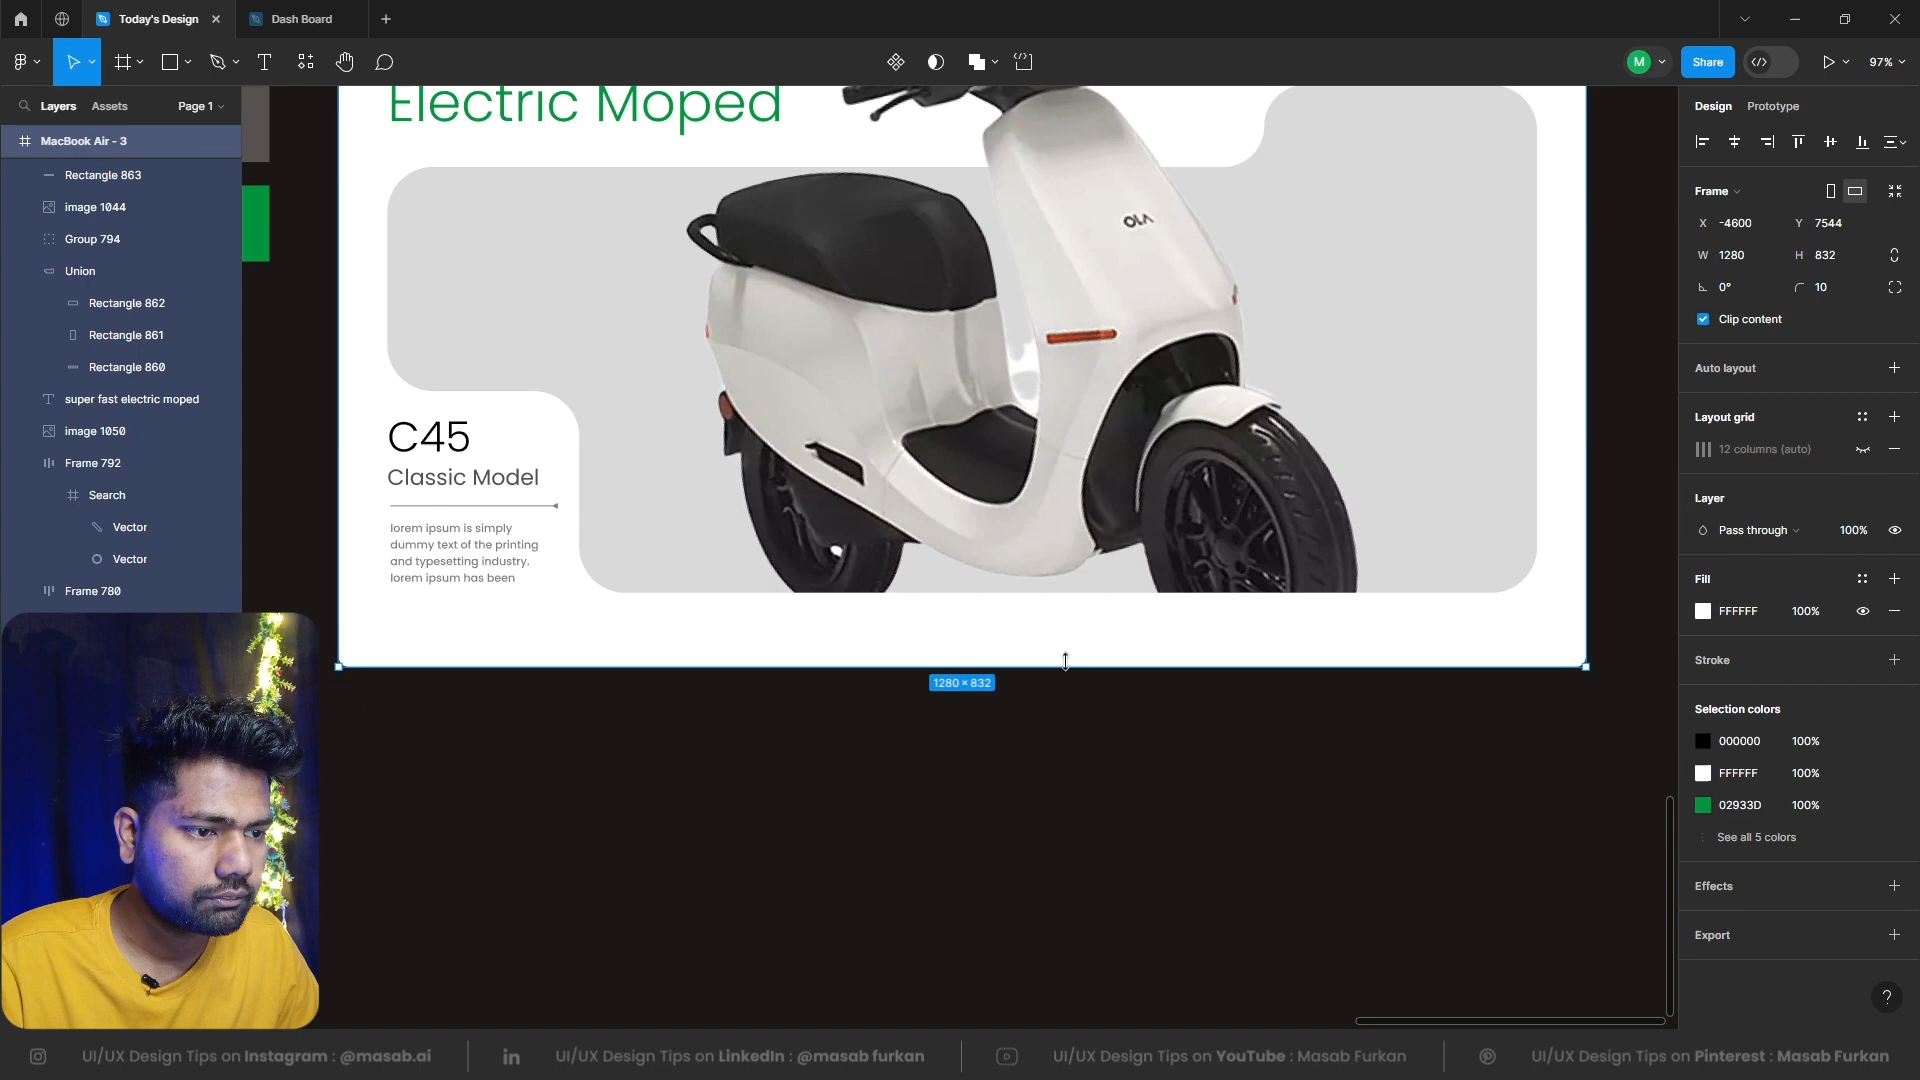 Today's Design
Dash Board
M
Share
97%
Layers
Assets
Page 1
MacBook Air - 3
Rectangle 863
image 1044
Group 794
Union
Rectangle 862
Rectangle 861
Rectangle 860
super fast electric moped
image 1050
Frame 792
Search
Vector
Vector
Frame 780
Electric Moped
OLA
C45
Classic Model
lorem ipsum is simply
dummy text of the printing
and typesetting industry.
lorem ipsum has been
1280 × 832
Design
Prototype
Frame
X -4600
Y 7544
W 1280
H 832
0°
10
Clip content
Auto layout
Layout grid
12 columns (auto)
Layer
Pass through
100%
Fill
FFFFFF 100%
Stroke
Selection colors
000000 100%
FFFFFF 100%
02933D 100%
See all 5 colors
Effects
Export
?
UI/UX Design Tips on Instagram : @masab.ai
in
UI/UX Design Tips on LinkedIn : @masab furkan
UI/UX Design Tips on YouTube : Masab Furkan
UI/UX Design Tips on Pinterest : Masab Furkan